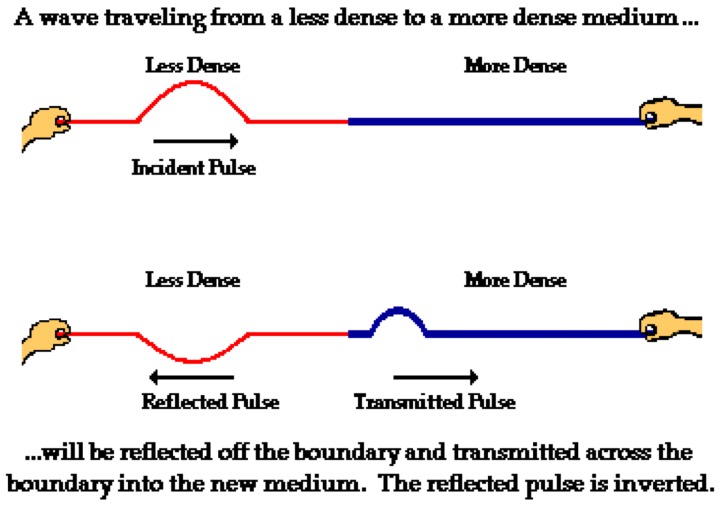 A wave traveling from a less dense to a more dense medium...
Less Dense
More Dense
Incident Pulse
Less Dense
More Dense
Reflected Pulse
Transmitted Pulse
...will be reflected off the boundary and transmitted across the
boundary into the new medium. The reflected pulse is inverted.